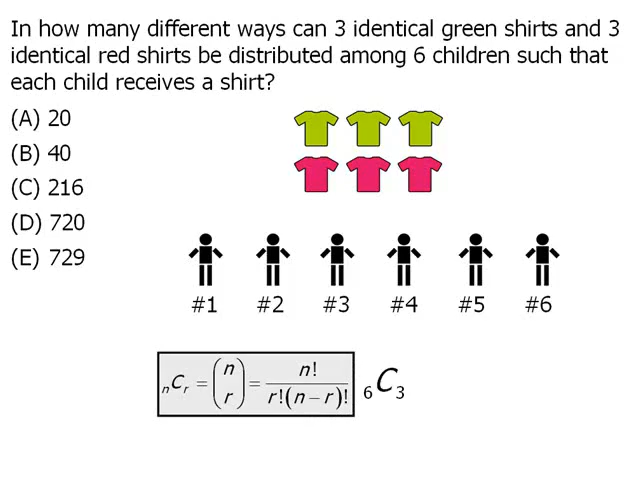 In how many different ways can 3 identical green shirts and 3
identical red shirts be distributed among 6 children such that
each child receives a shirt?
(A) 20
(B) 40
(C) 216
(D) 720
(E) 729
#1 #2 #3 #4 #5 #6
nCr = (n r) = n! / r!(n − r)! 6C3